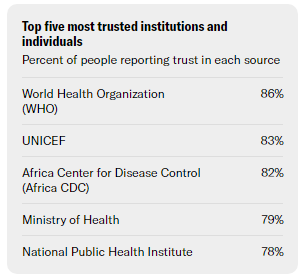 Top five most trusted institutions and
individuals
Percent of people reporting trust in each source
World Health Organization
(WHO)
86%
UNICEF
83%
Africa Center for Disease Control
(Africa CDC)
82%
Ministry of Health
79%
National Public Health Institute
78%